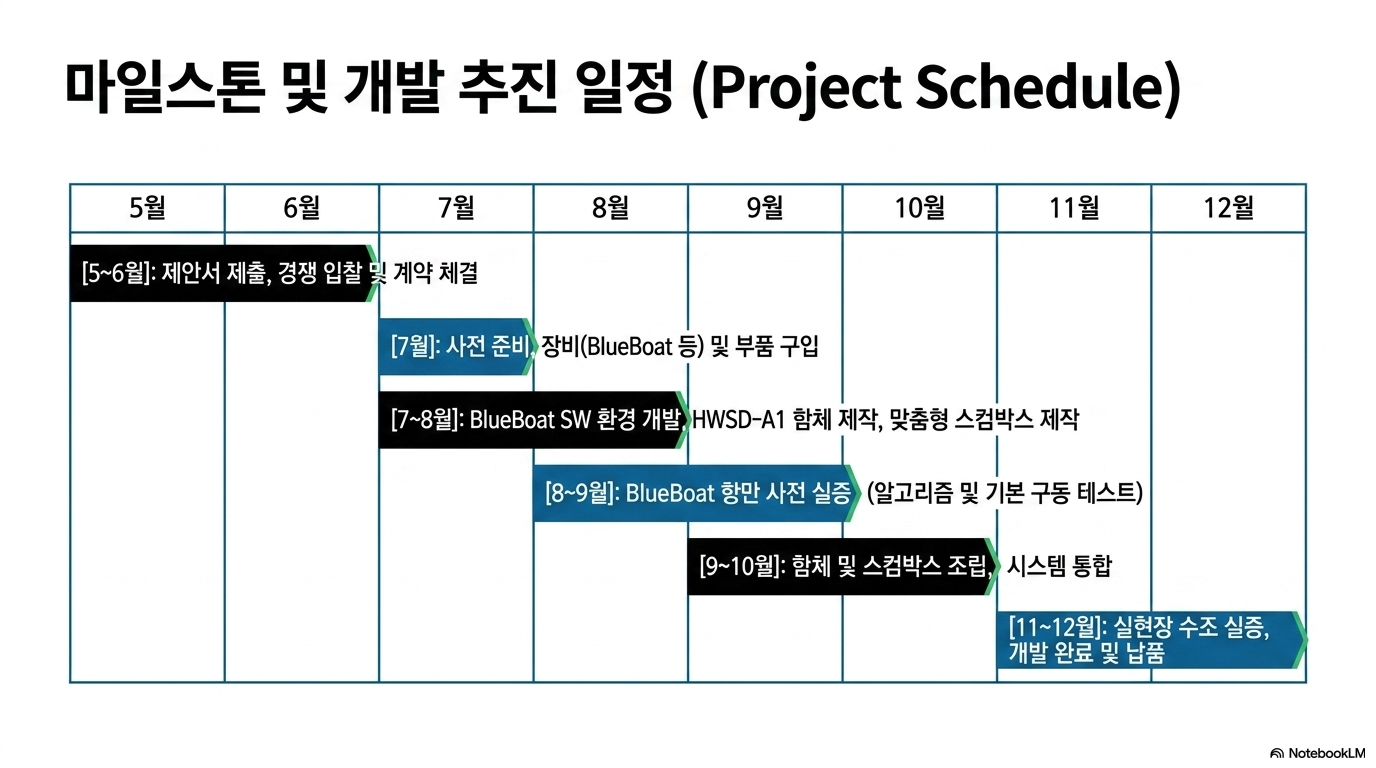 마일스톤 및 개발 추진 일정 (Project Schedule)
5월 6월 7월 8월 9월 10월 11월 12월
[5~6월]: 제안서 제출, 경쟁 입찰 및 계약 체결
[7월]: 사전 준비, 장비(BlueBoat 등) 및 부품 구입
[7~8월]: BlueBoat SW 환경 개발, HWSD-A1 함체 제작, 맞춤형 스컴박스 제작
[8~9월]: BlueBoat 항만 사전 실증 (알고리즘 및 기본 구동 테스트)
[9~10월]: 함체 및 스컴박스 조립, 시스템 통합
[11~12월]: 실현장 수조 실증,
개발 완료 및 납품
NotebookLM